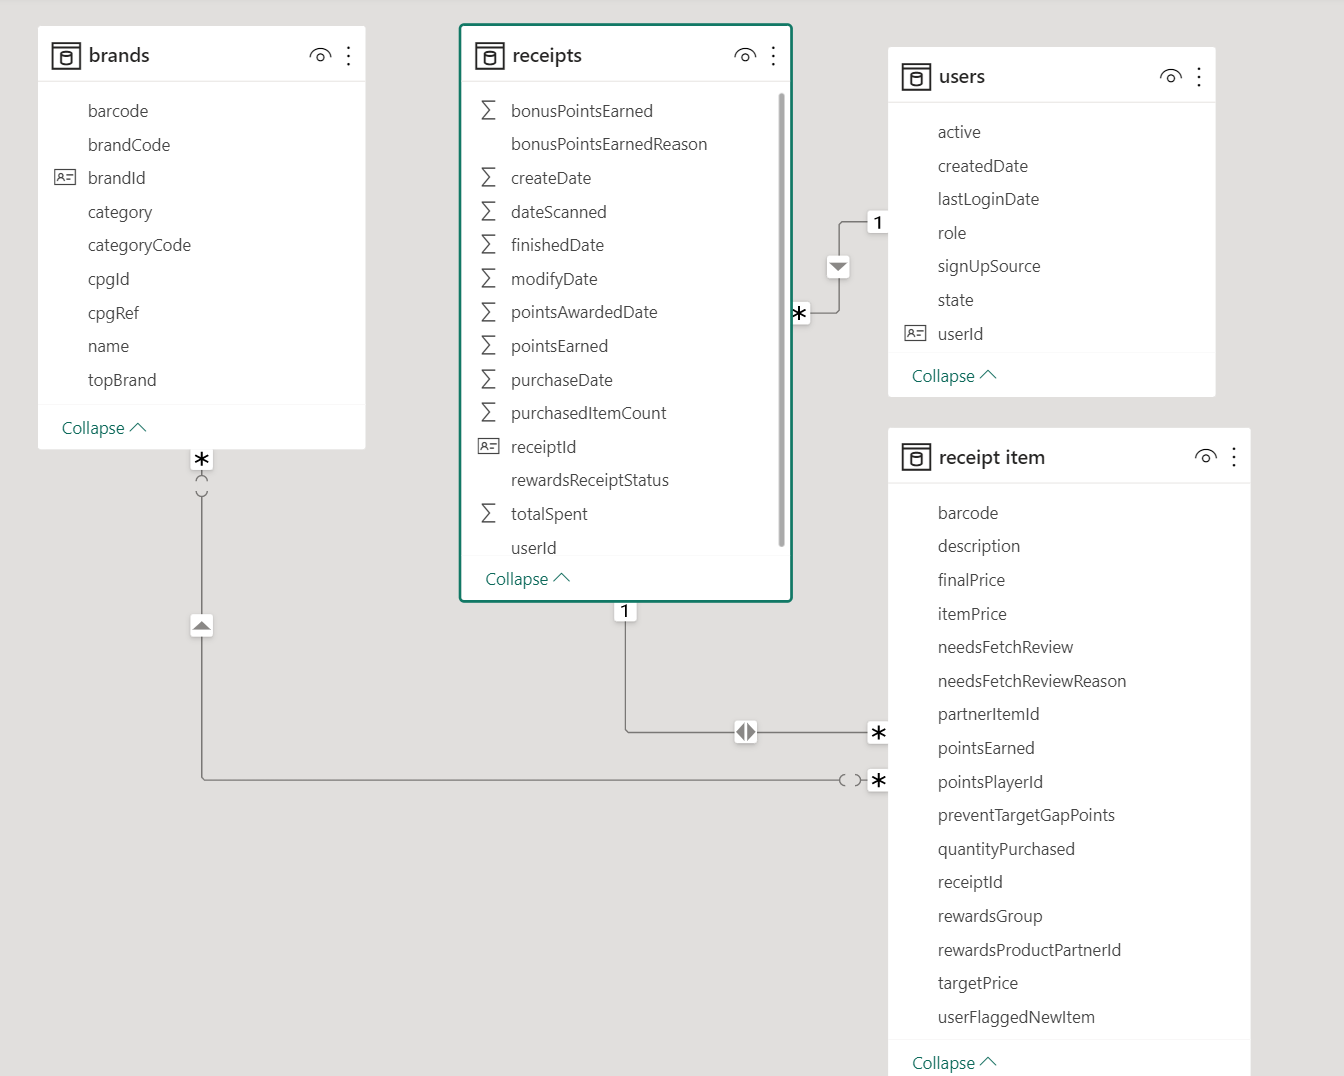 brands
barcode
brandCode
brandId
category
categoryCode
cpgId
cpgRef
name
topBrand
Collapse
*
receipts
bonusPointsEarned
bonusPointsEarnedReason
createDate
dateScanned
finishedDate
modifyDate
pointsAwardedDate
pointsEarned
purchaseDate
purchasedItemCount
receiptId
rewardsReceiptStatus
totalSpent
userId
Collapse
1
*
1
users
active
createdDate
lastLoginDate
role
signUpSource
state
userId
Collapse
receipt item
barcode
description
finalPrice
itemPrice
needsFetchReview
needsFetchReviewReason
partnerItemId
pointsEarned
pointsPlayerId
preventTargetGapPoints
quantityPurchased
receiptId
rewardsGroup
rewardsProductPartnerId
targetPrice
userFlaggedNewItem
Collapse
*
*